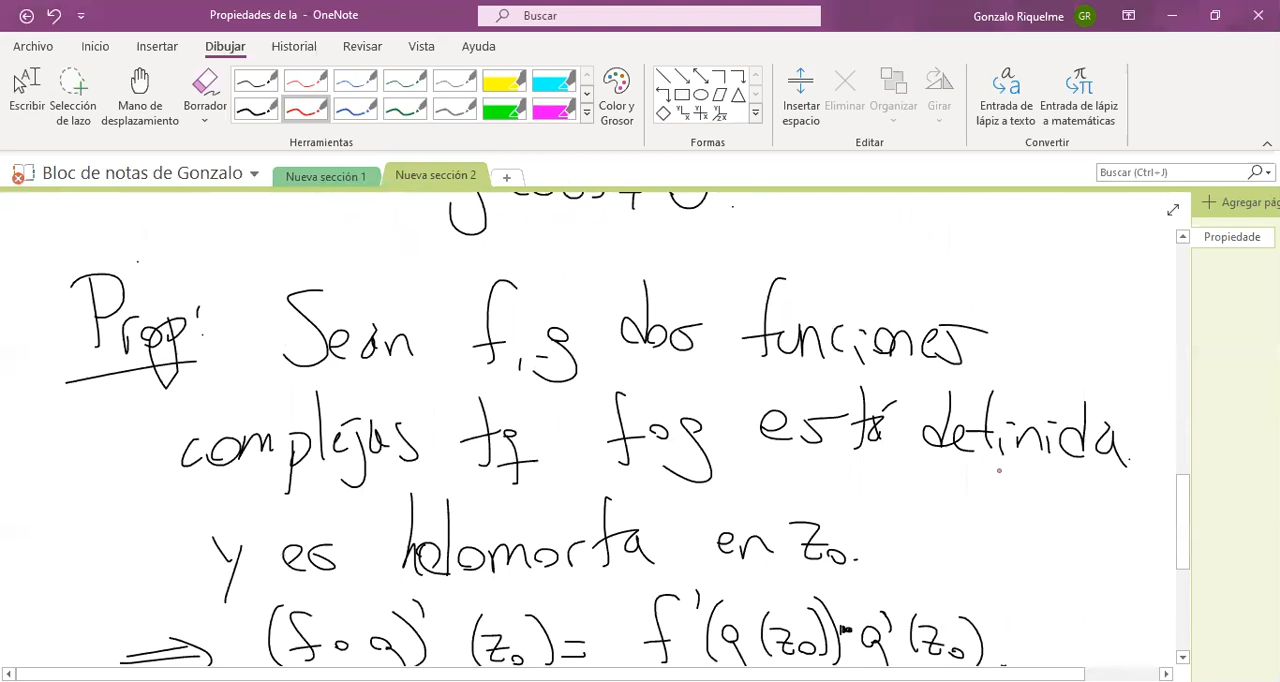 Propiedades de la - OneNote
Buscar
Gonzalo Riquelme GR
Archivo Inicio Insertar Dibujar Historial Revisar Vista Ayuda
Escribir
Selección de lazo
Mano de desplazamiento
Borrador
Color y Grosor
Insertar espacio
Eliminar
Organizar
Girar
Entrada de lápiz a texto
Entrada de lápiz a matemáticas
Herramientas Formas Editar Convertir
Bloc de notas de Gonzalo
Nueva sección 1
Nueva sección 2
Buscar (Ctrl+J)
Agregar pág
Propiedade
Prop: Sean f, g dos funciones
complejas tq f∘g está definida.
y es holomorfa en z₀.
⟹ (f∘g)' (z₀) = f'(g(z₀))·g'(z₀).